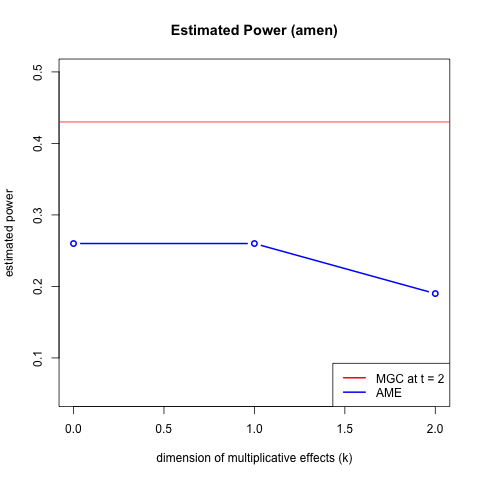 Estimated Power (amen)
estimated power
0.5
0.4
0.3
0.2
0.1
MGC at t = 2
AME
0.0
0.5
1.0
1.5
2.0
dimension of multiplicative effects (k)